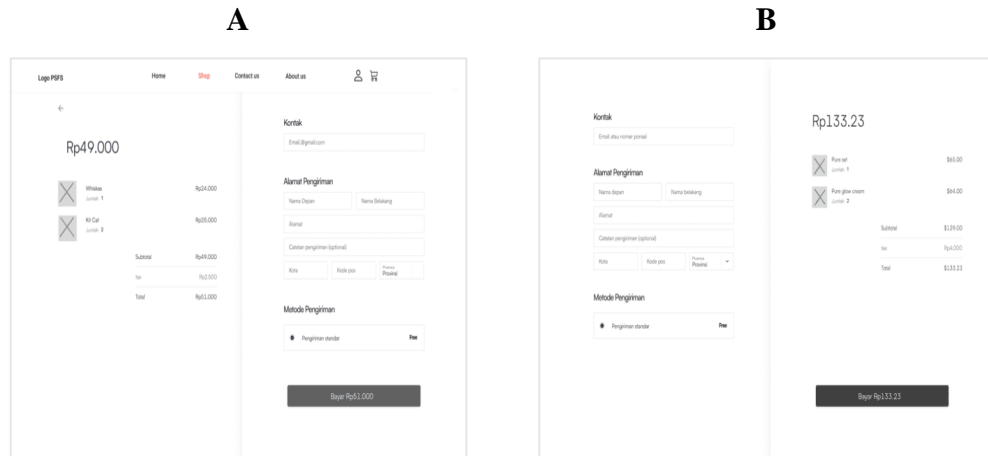 A
B
Logo PSFS
Home
Shop
Contact us
About us
Rp49.000
Whiskas
Jumlah 1
Rp24.000
Kit Cat
Jumlah 2
Rp25.000
Subtotal
Rp49.000
tax
Rp2.500
Total
Rp51.000
Kontak
Email.@gmail.com
Alamat Pengiriman
Nama Depan
Nama Belakang
Alamat
Catatan pengiriman (optional)
Kota
Kode pos
Provinsi
Metode Pengiriman
Pengiriman standar
Free
Bayar Rp51.000
Kontak
Email atau nomer ponsel
Alamat Pengiriman
Nama depan
Nama belakang
Alamat
Catatan pengiriman (optional)
Kota
Kode pos
Provinsi
Metode Pengiriman
Pengiriman standar
Free
Rp133.23
Pure set
Jumlah 1
$65.00
Pure glow cream
Jumlah 2
$64.00
Subtotal
$129.00
tax
Rp4,000
Total
$133.23
Bayar Rp133.23